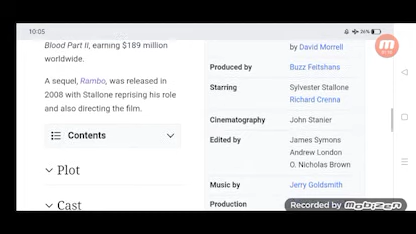 10:05
26%
Blood Part II, earning $189 million
worldwide.
A sequel, Rambo, was released in
2008 with Stallone reprising his role
and also directing the film.
Contents
Plot
Cast
by David Morrell
Produced by Buzz Feitshans
Starring Sylvester Stallone
Richard Crenna
Cinematography John Stanier
Edited by James Symons
Andrew London
O. Nicholas Brown
Music by Jerry Goldsmith
Production
Recorded by Mobizen